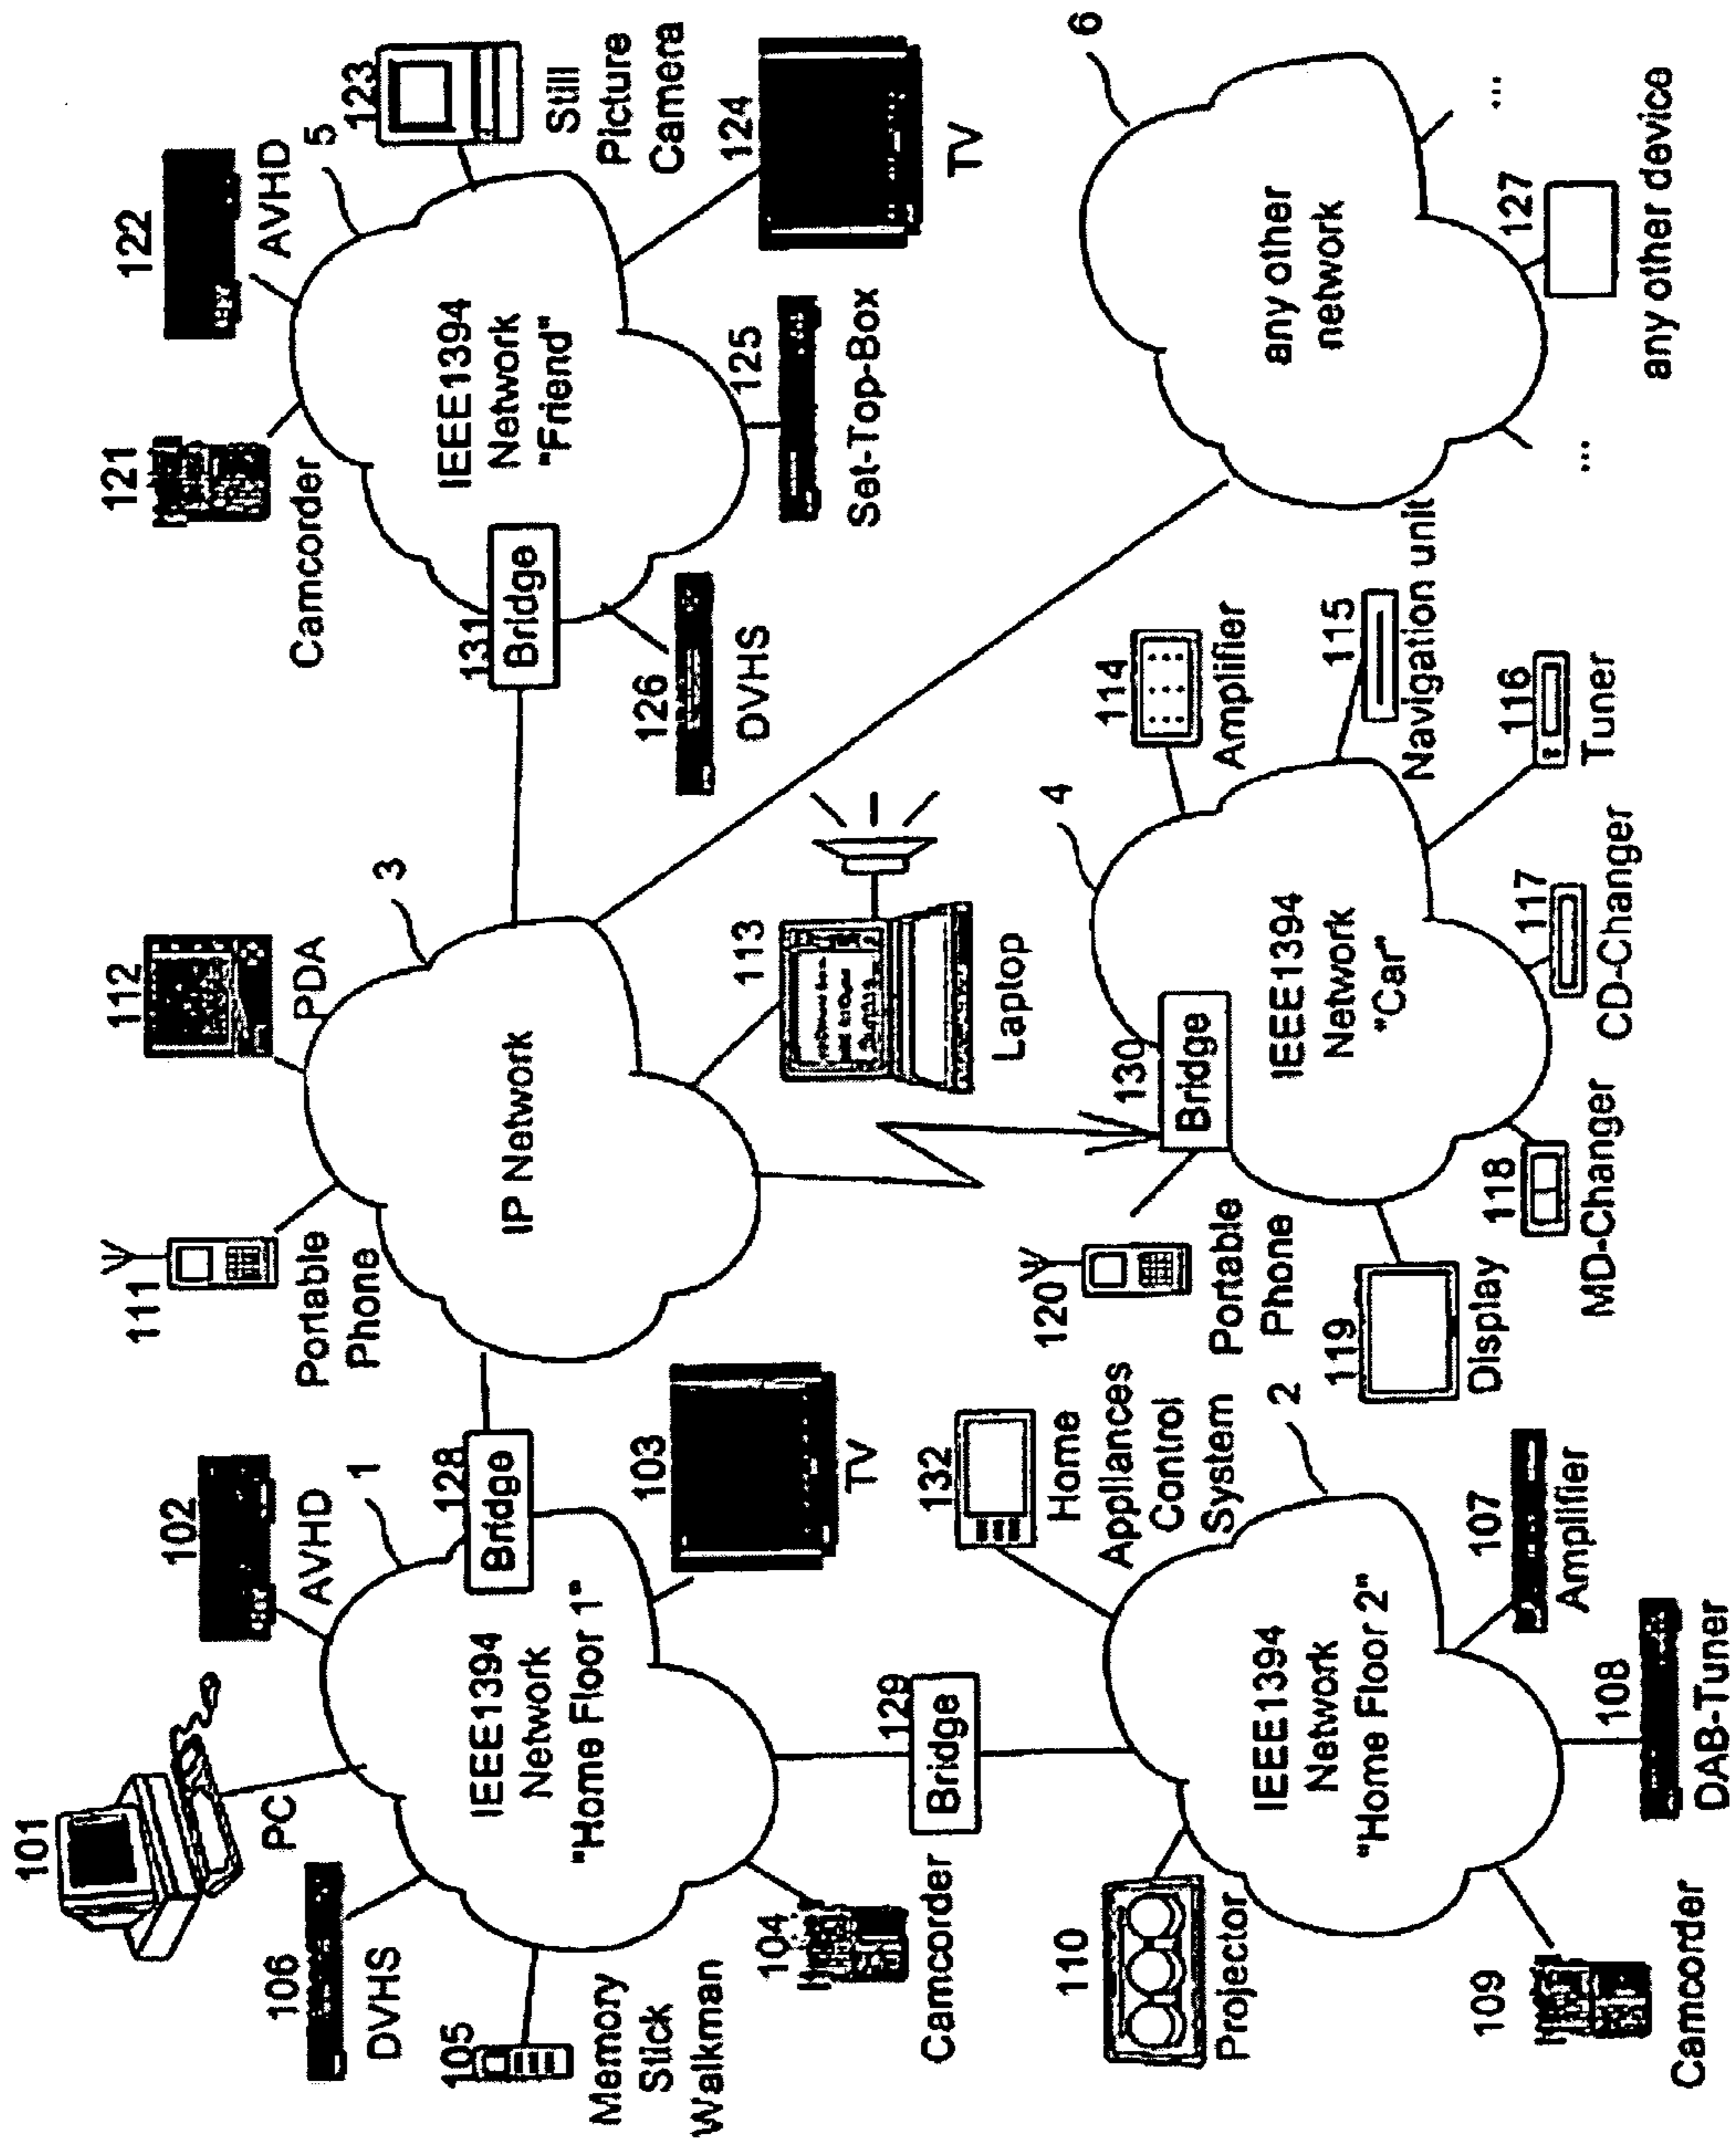 101
PC
102
AVHD
1
106
DVHS
105
Memory
Stick
Walkman
IEEE1394
Network
"Home Floor 1"
128
Bridge
103
TV
104
Camcorder
129
Bridge
111
Portable
Phone
112
PDA
3
IP Network
113
Laptop
121
Camcorder
122
AVHD
5
123
Still
Picture
Camera
124
TV
IEEE1394
Network
"Friend"
131
Bridge
125
Set-Top-Box
126
DVHS
132
Home
Appliances
Control
System
2
110
Projector
IEEE1394
Network
"Home Floor 2"
107
Amplifier
108
DAB-Tuner
109
Camcorder
120
Portable
Phone
130
Bridge
4
114
Amplifier
115
Navigation unit
116
Tuner
IEEE1394
Network
"Car"
117
CD-Changer
118
MD-Changer
119
Display
6
any other
network
127
any other device
...
...